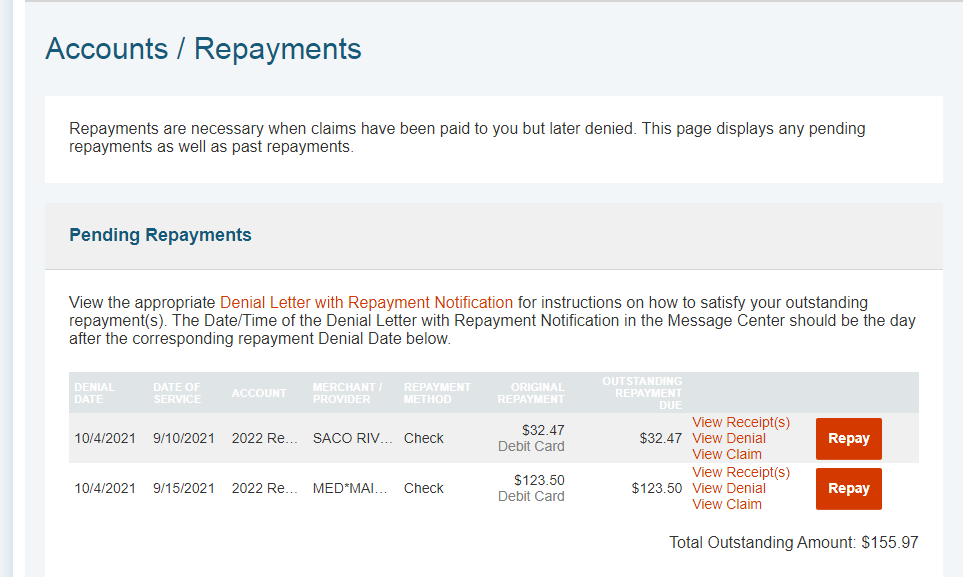 Accounts / Repayments
Repayments are necessary when claims have been paid to you but later denied. This page displays any pending
repayments as well as past repayments.
Pending Repayments
View the appropriate Denial Letter with Repayment Notification for instructions on how to satisfy your outstanding
repayment(s). The Date/Time of the Denial Letter with Repayment Notification in the Message Center should be the day
after the corresponding repayment Denial Date below.
DENIAL DATE DATE OF SERVICE ACCOUNT MERCHANT / PROVIDER REPAYMENT METHOD ORIGINAL REPAYMENT OUTSTANDING REPAYMENT DUE
10/4/2021 9/10/2021 2022 Re... SACO RIV... Check $32.47 Debit Card $32.47 View Receipt(s) View Denial View Claim Repay
10/4/2021 9/15/2021 2022 Re... MED*MAI... Check $123.50 Debit Card $123.50 View Receipt(s) View Denial View Claim Repay
Total Outstanding Amount: $155.97